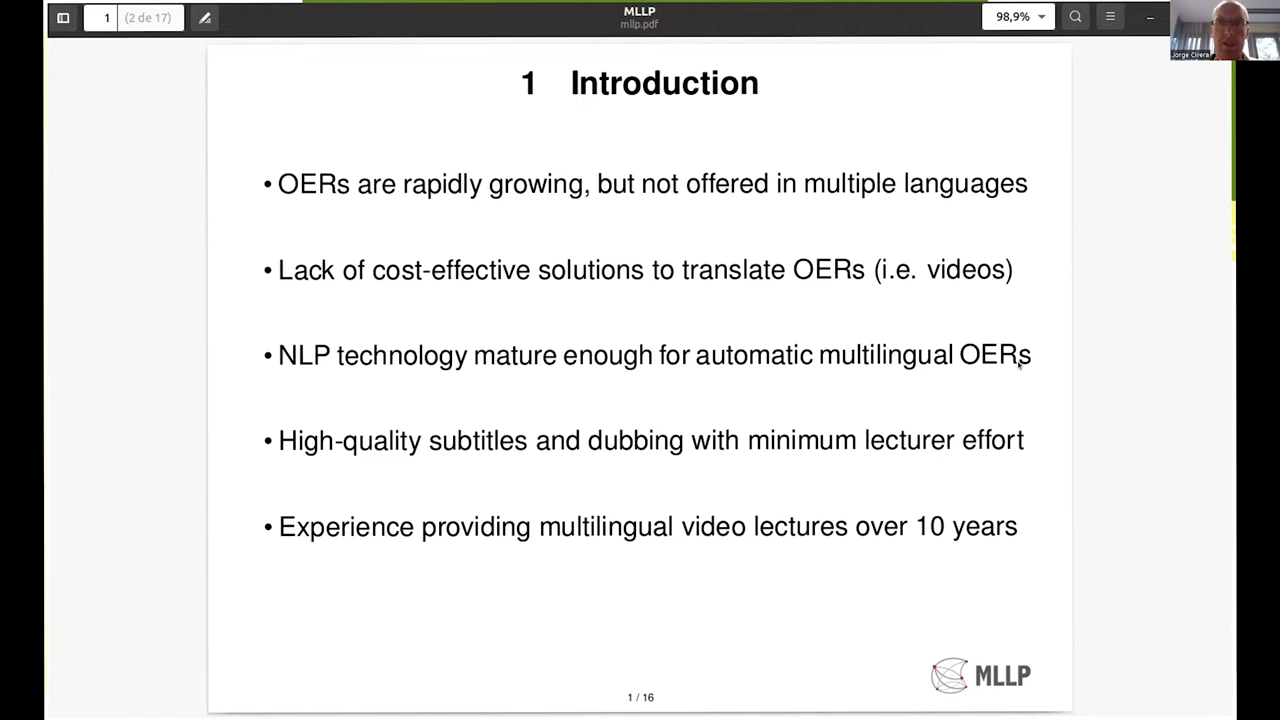 1 (2 de 17)
MLLP
mllp.pdf
98,9%
Jorge Civera
1 Introduction
• OERs are rapidly growing, but not offered in multiple languages
• Lack of cost-effective solutions to translate OERs (i.e. videos)
• NLP technology mature enough for automatic multilingual OERs
• High-quality subtitles and dubbing with minimum lecturer effort
• Experience providing multilingual video lectures over 10 years
MLLP
1 / 16